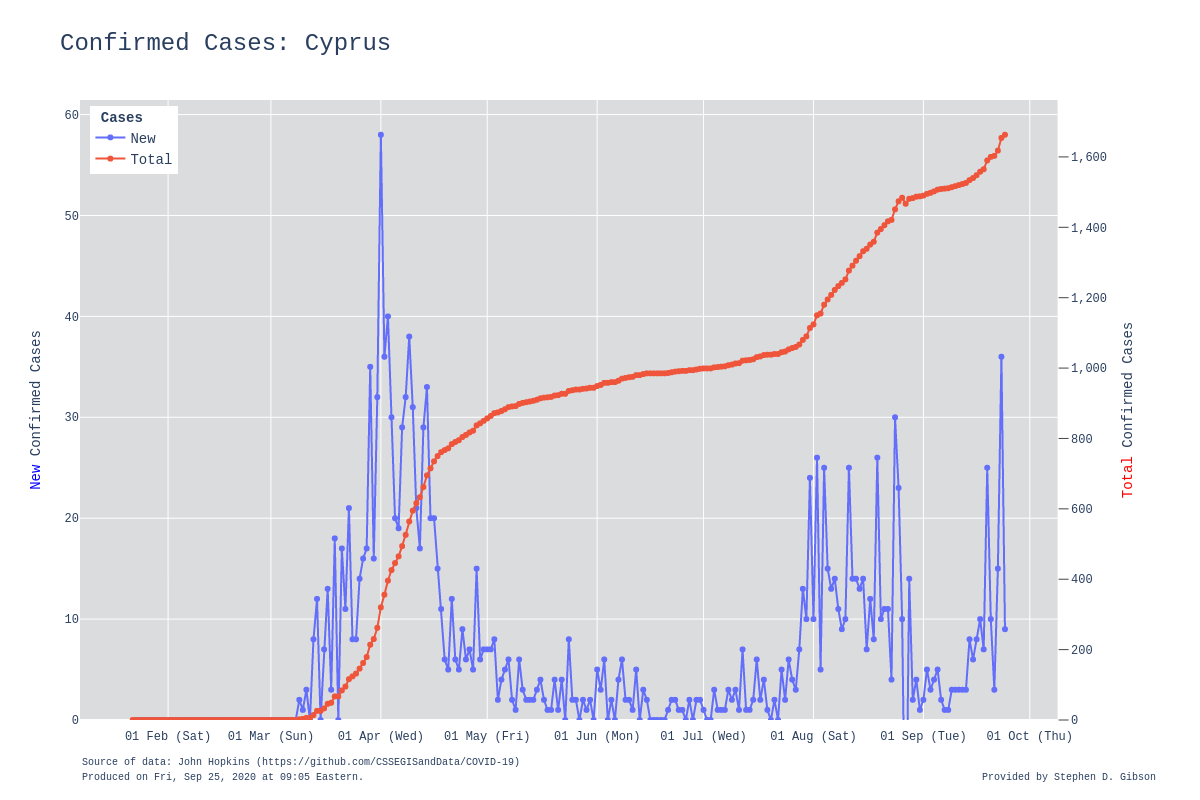 Confirmed Cases: Cyprus
Cases
New
Total
60
50
40
30
20
10
0
New Confirmed Cases
1,600
1,400
1,200
1,000
800
600
400
200
0
Total Confirmed Cases
01 Feb (Sat) 01 Mar (Sun) 01 Apr (Wed) 01 May (Fri) 01 Jun (Mon) 01 Jul (Wed) 01 Aug (Sat) 01 Sep (Tue) 01 Oct (Thu)
Source of data: John Hopkins (https://github.com/CSSEGISandData/COVID-19)
Produced on Fri, Sep 25, 2020 at 09:05 Eastern.
Provided by Stephen D. Gibson